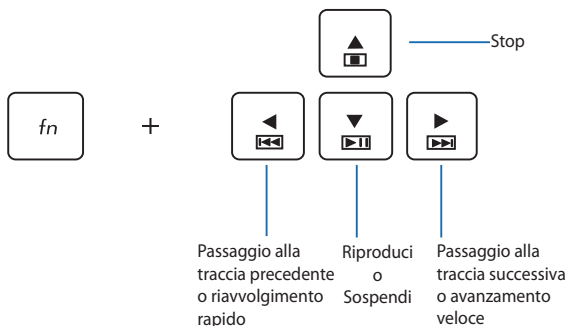 Stop
fn
+
Passaggio alla
traccia precedente
o riavvolgimento
rapido
Riproduci
o
Sospendi
Passaggio alla
traccia successiva
o avanzamento
veloce